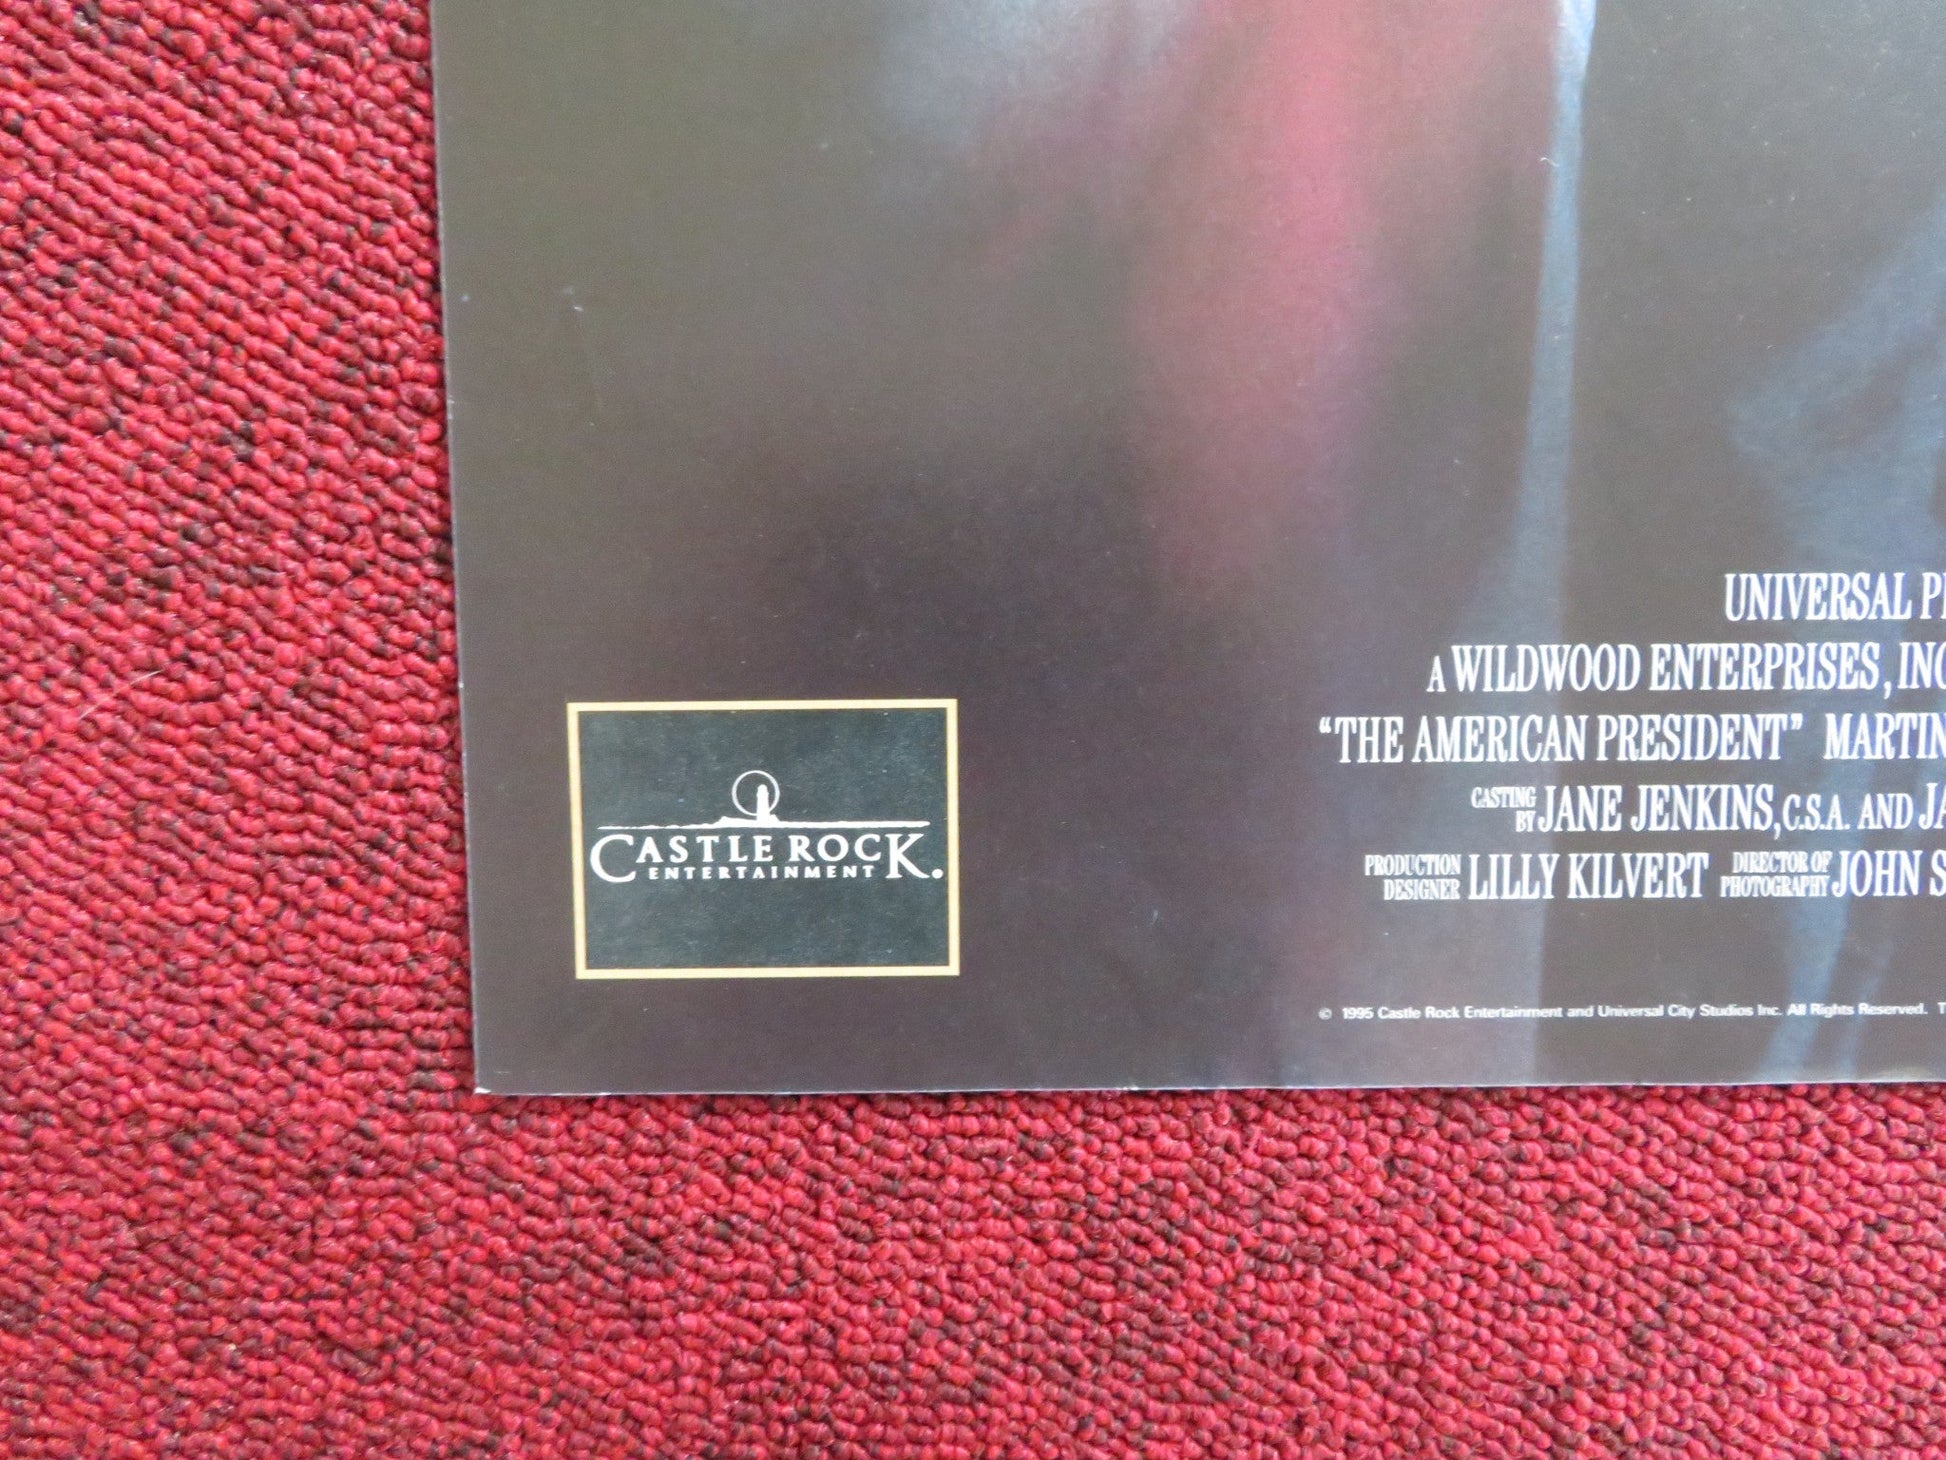 UNIVERSAL
A WILDWOOD ENTERPRISES, INC
"THE AMERICAN PRESIDENT" MARTIN
CASTING BY JANE JENKINS, C.S.A. AND
PRODUCTION DESIGNER LILLY KILVERT DIRECTOR OF PHOTOGRAPHY JOHN S
CASTLE ROCK
ENTERTAINMENT
© 1995 Castle Rock Entertainment and Universal City Studios Inc. All Rights Reserved.